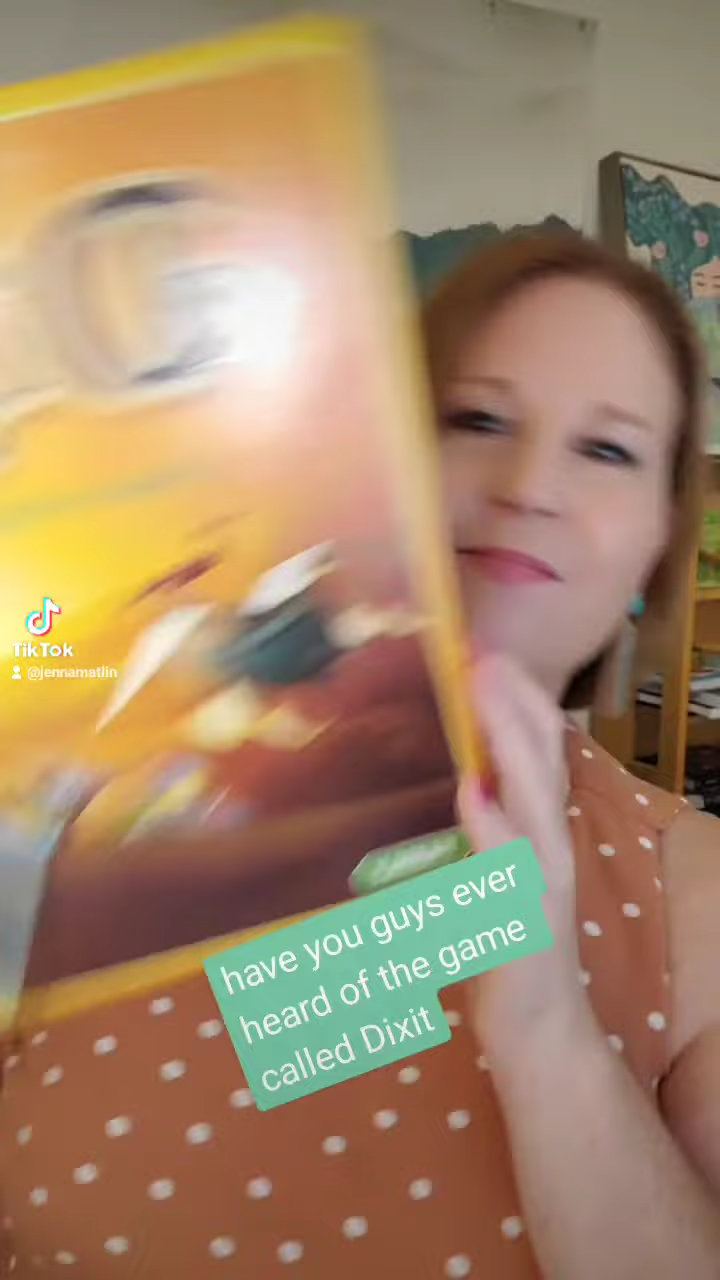 TikTok
@jennamatlin
have you guys ever
heard of the game
called Dixit